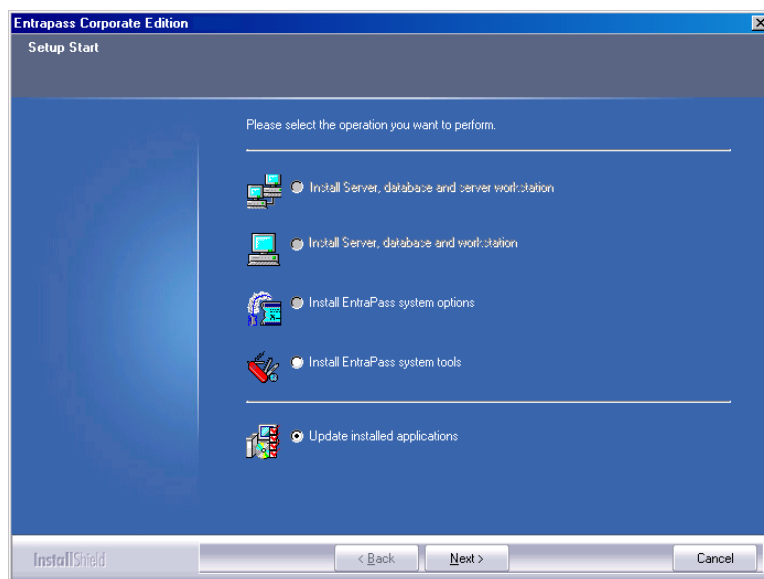 Entrapass Corporate Edition
Setup Start
Please select the operation you want to perform.
Install Server, database and server workstation
Install Server, database and workstation
Install EntraPass system options
Install EntraPass system tools
Update installed applications
InstallShield
< Back
Next >
Cancel